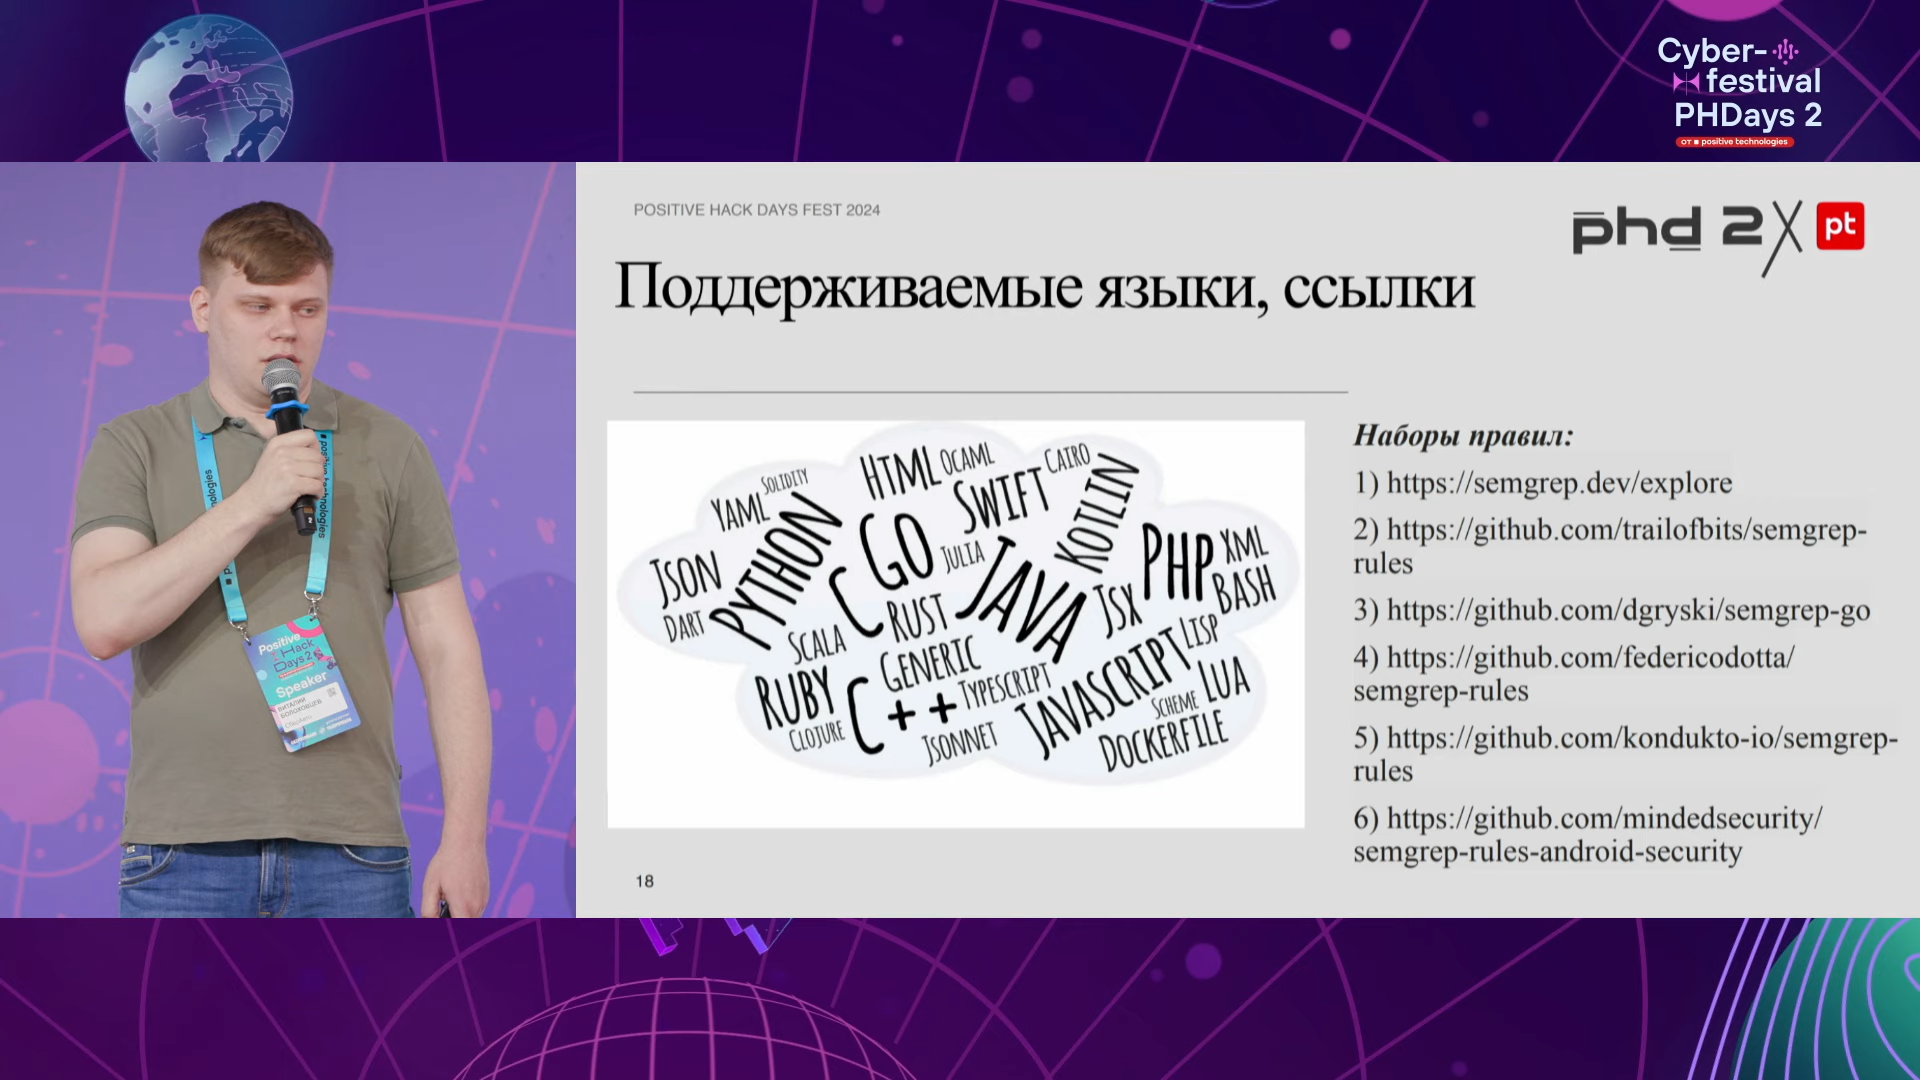 Cyber-
festival
PHDays 2
от positive technologies
POSITIVE HACK DAYS FEST 2024
phd 2
pt
Поддерживаемые языки, ссылки
HTML
OCAML
CAIRO
SOLIDITY
YAML
SWIFT
KOTLIN
PYTHON
GO
JULIA
PHP
XML
JSON
C
JAVA
JSX
BASH
DART
RUST
SCALA
LISP
GENERIC
RUBY
C++
TYPESCRIPT
JAVASCRIPT
LUA
SCHEME
CLOJURE
JSONNET
DOCKERFILE
Наборы правил:
1) https://semgrep.dev/explore
2) https://github.com/trailofbits/semgrep-
rules
3) https://github.com/dgryski/semgrep-go
4) https://github.com/federicodotta/
semgrep-rules
5) https://github.com/kondukto-io/semgrep-
rules
6) https://github.com/mindedsecurity/
semgrep-rules-android-security
18
Positive
Hack
Days 2
Speaker
ВИТАЛИЙ
БОЛОХОВЦЕВ